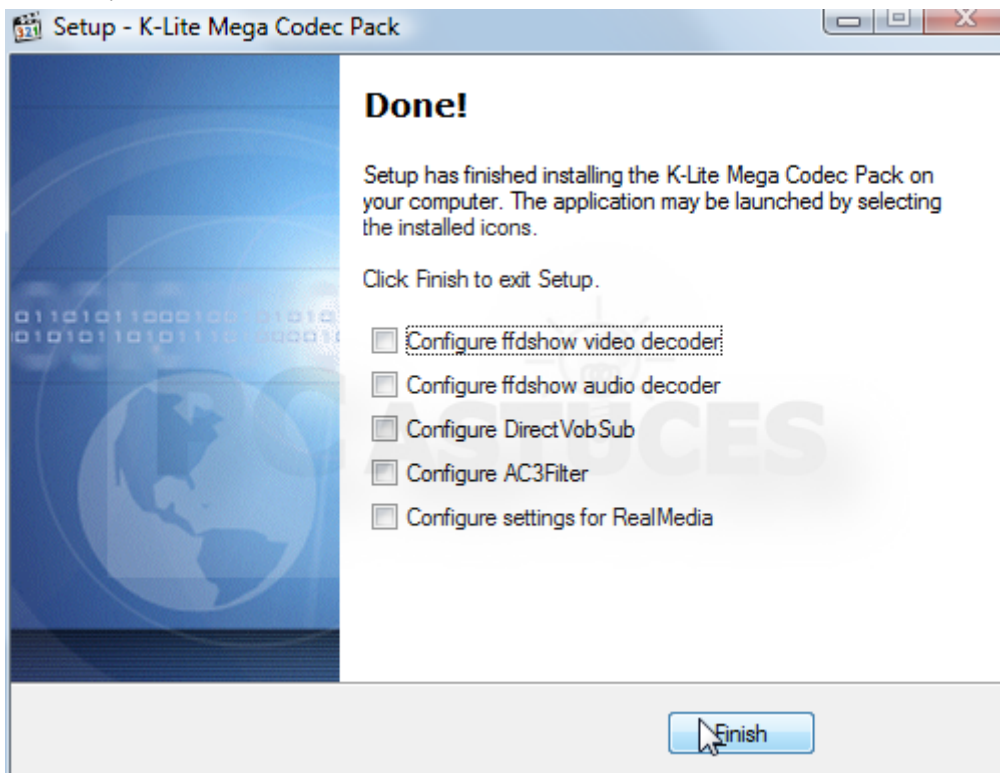 Setup - K-Lite Mega Codec Pack
Done!
Setup has finished installing the K-Lite Mega Codec Pack on
your computer. The application may be launched by selecting
the installed icons.
Click Finish to exit Setup.
Configure ffdshow video decoder
Configure ffdshow audio decoder
Configure DirectVobSub
Configure AC3Filter
Configure settings for RealMedia
PC ASTUCES
Finish